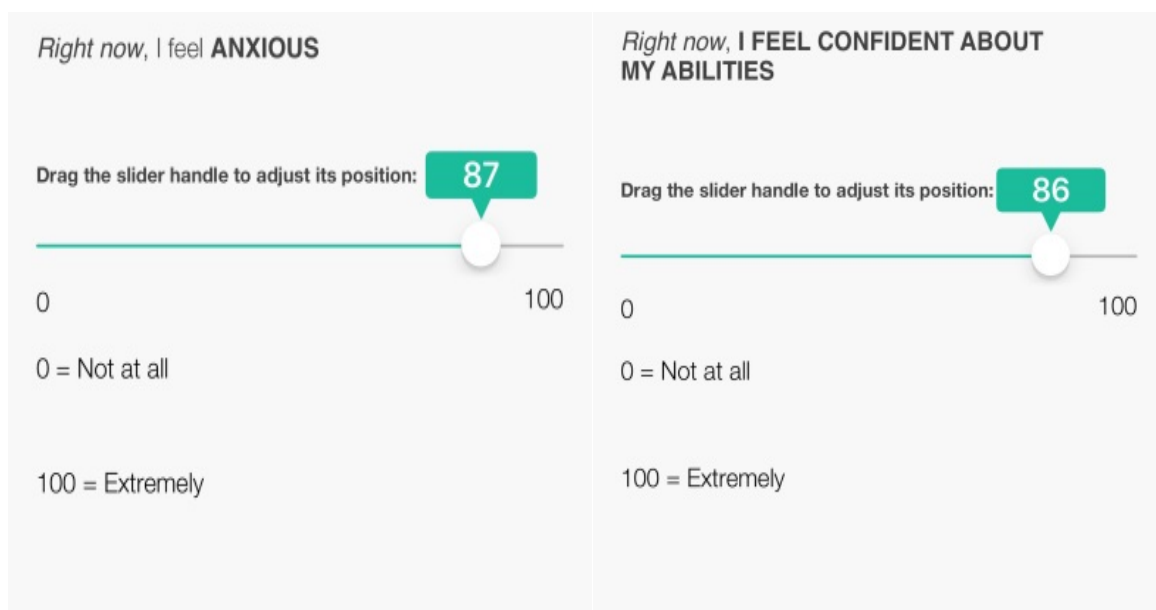 Right now, I feel ANXIOUS
Drag the slider handle to adjust its position:
87
0
100
0 = Not at all
100 = Extremely
Right now, I FEEL CONFIDENT ABOUT
MY ABILITIES
Drag the slider handle to adjust its position:
86
0
100
0 = Not at all
100 = Extremely